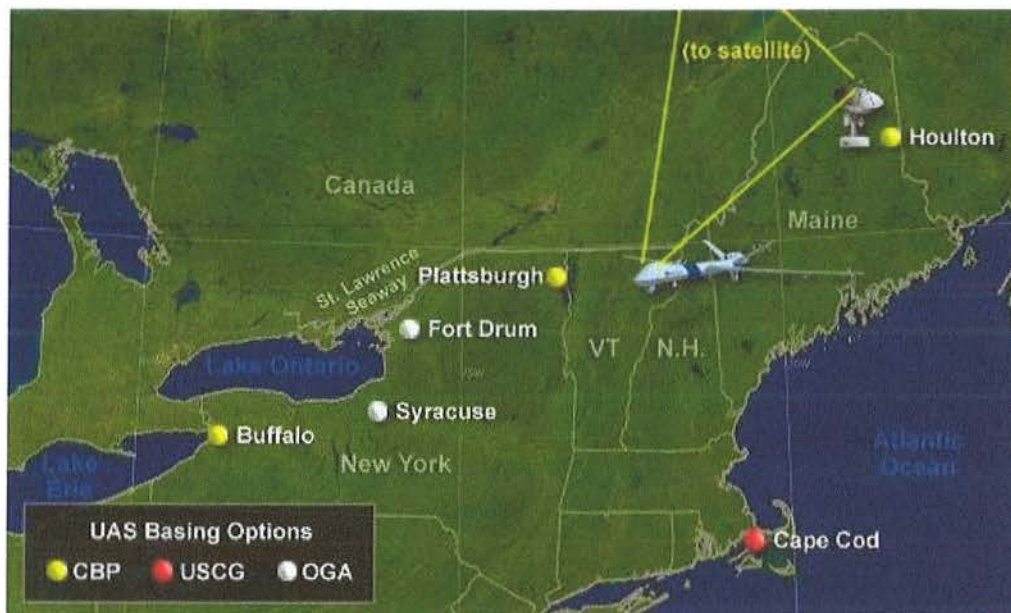 (to satellite)
Houlton
Canada
Maine
St. Lawrence
Seaway
Plattsburgh
Fort Drum
VT
N.H.
Lake Ontario
Syracuse
Buffalo
New York
Lake
Erie
Atlantic
Ocean
Cape Cod
UAS Basing Options
CBP
USCG
OGA